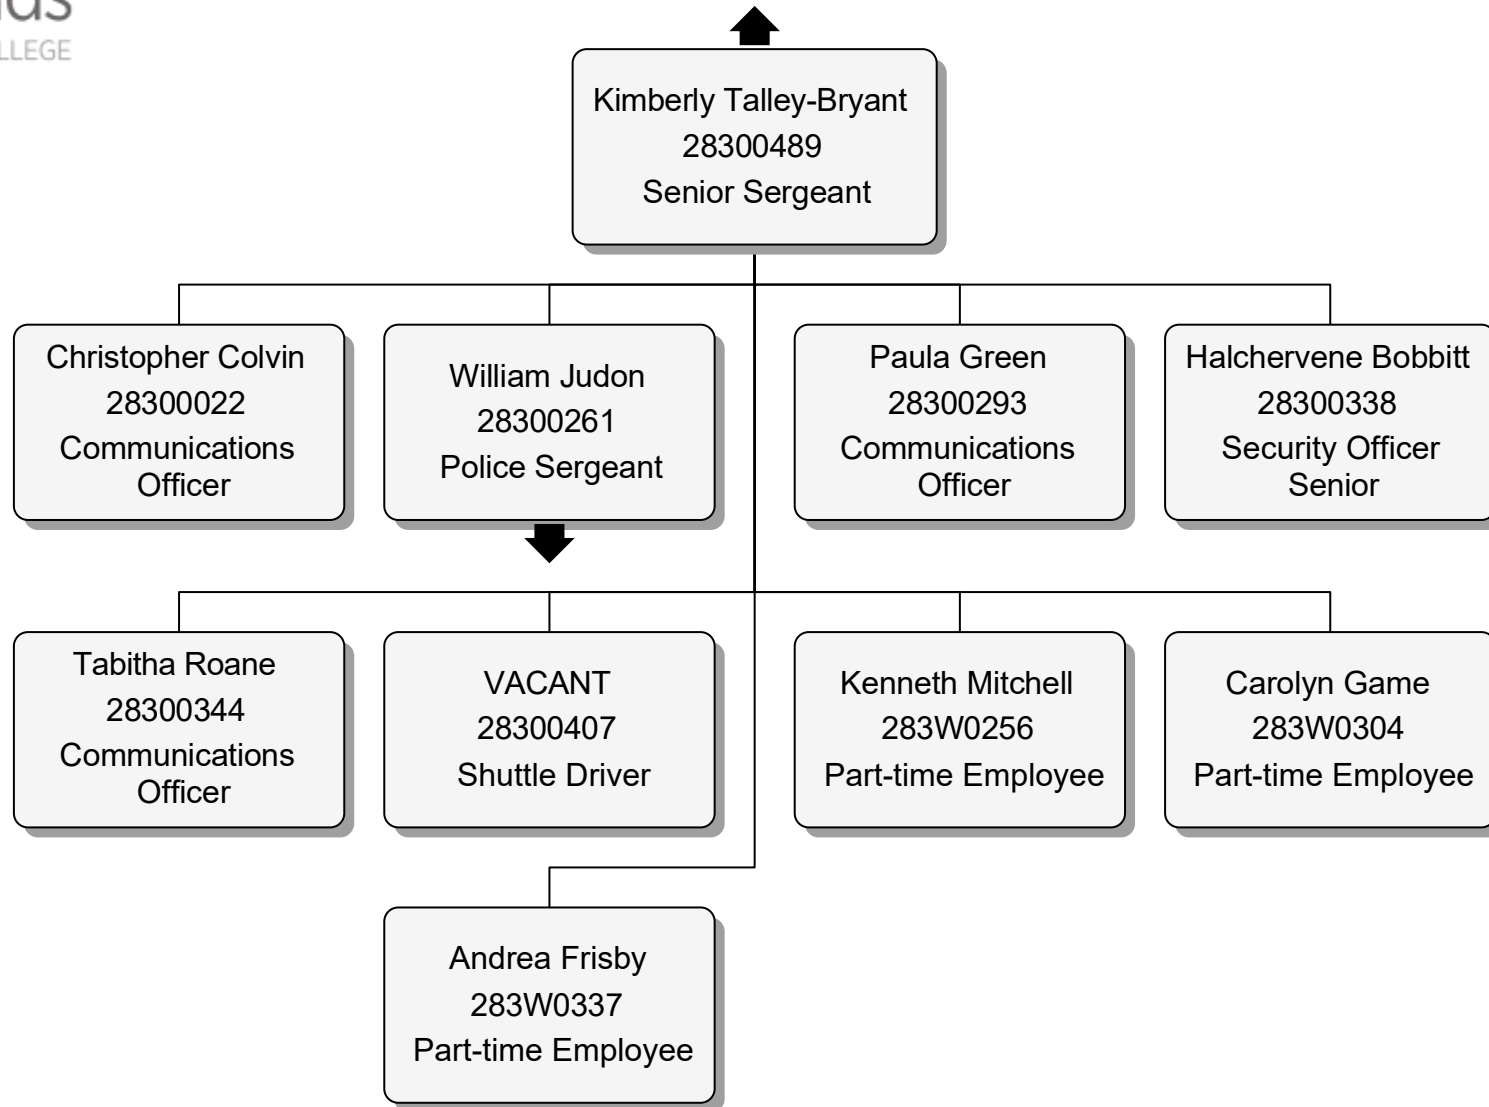 LLEGE
Kimberly Talley-Bryant
28300489
Senior Sergeant
Christopher Colvin
28300022
Communications
Officer
William Judon
28300261
Police Sergeant
Paula Green
28300293
Communications
Officer
Halchervene Bobbitt
28300338
Security Officer
Senior
Tabitha Roane
28300344
Communications
Officer
VACANT
28300407
Shuttle Driver
Kenneth Mitchell
283W0256
Part-time Employee
Carolyn Game
283W0304
Part-time Employee
Andrea Frisby
283W0337
Part-time Employee